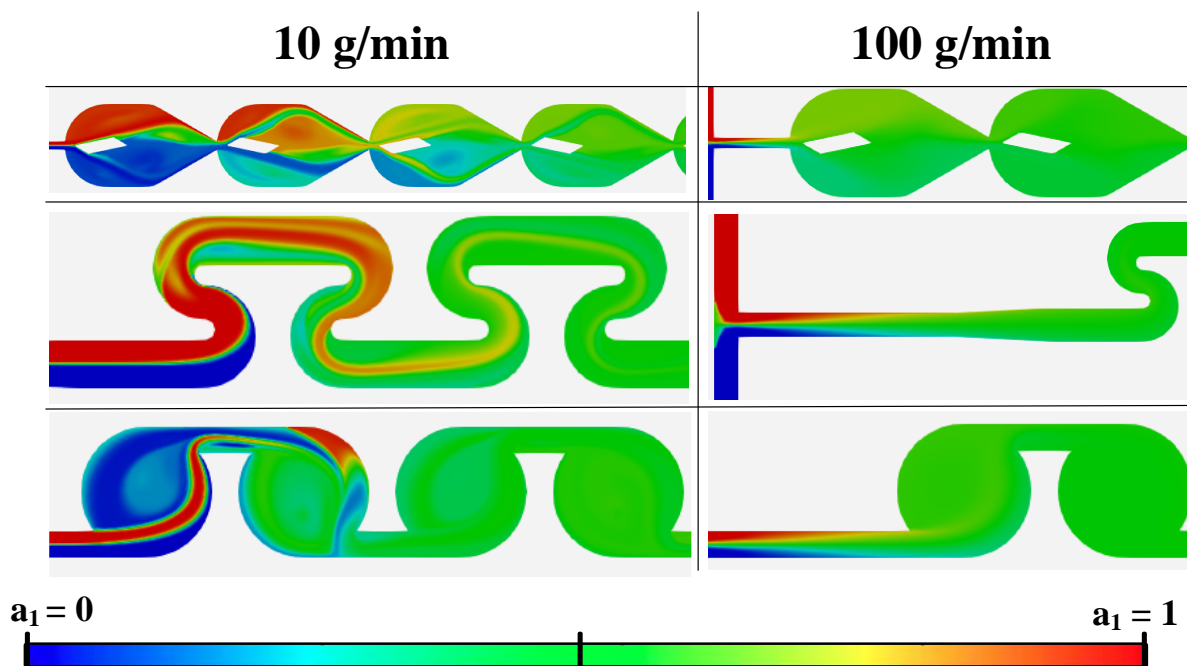 10 g/min
100 g/min
a₁ = 0
a₁ = 1